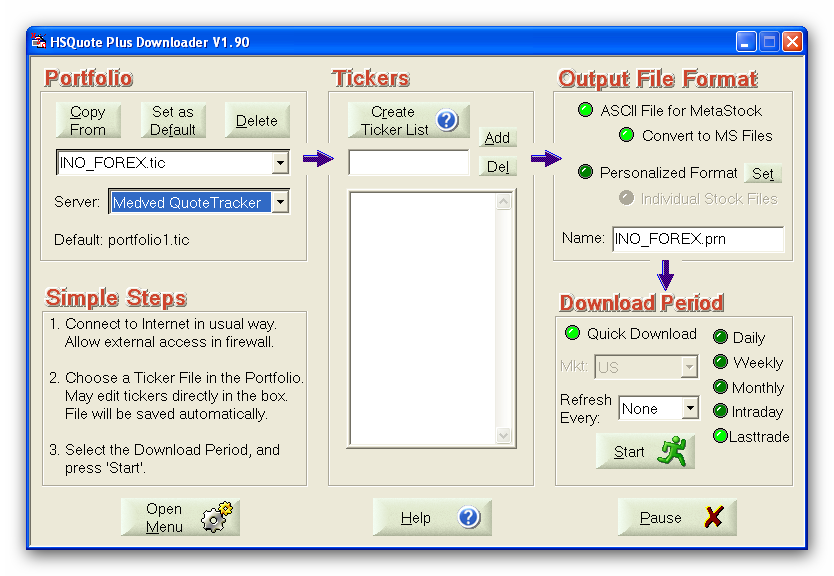 HSQuote Plus Downloader V1.90
Portfolio
Copy From
Set as Default
Delete
INO_FOREX.tic
Server: Medved QuoteTracker
Default: portfolio1.tic
Simple Steps
1. Connect to Internet in usual way.
Allow external access in firewall.
2. Choose a Ticker File in the Portfolio.
May edit tickers directly in the box.
File will be saved automatically.
3. Select the Download Period, and
press 'Start'.
Open Menu
Tickers
Create
Ticker List
Add
Del
Help
Output File Format
ASCII File for MetaStock
Convert to MS Files
Personalized Format Set
Individual Stock Files
Name: INO_FOREX.prn
Download Period
Quick Download
Mkt: US
Refresh
Every: None
Start
Daily
Weekly
Monthly
Intraday
Lasttrade
Pause